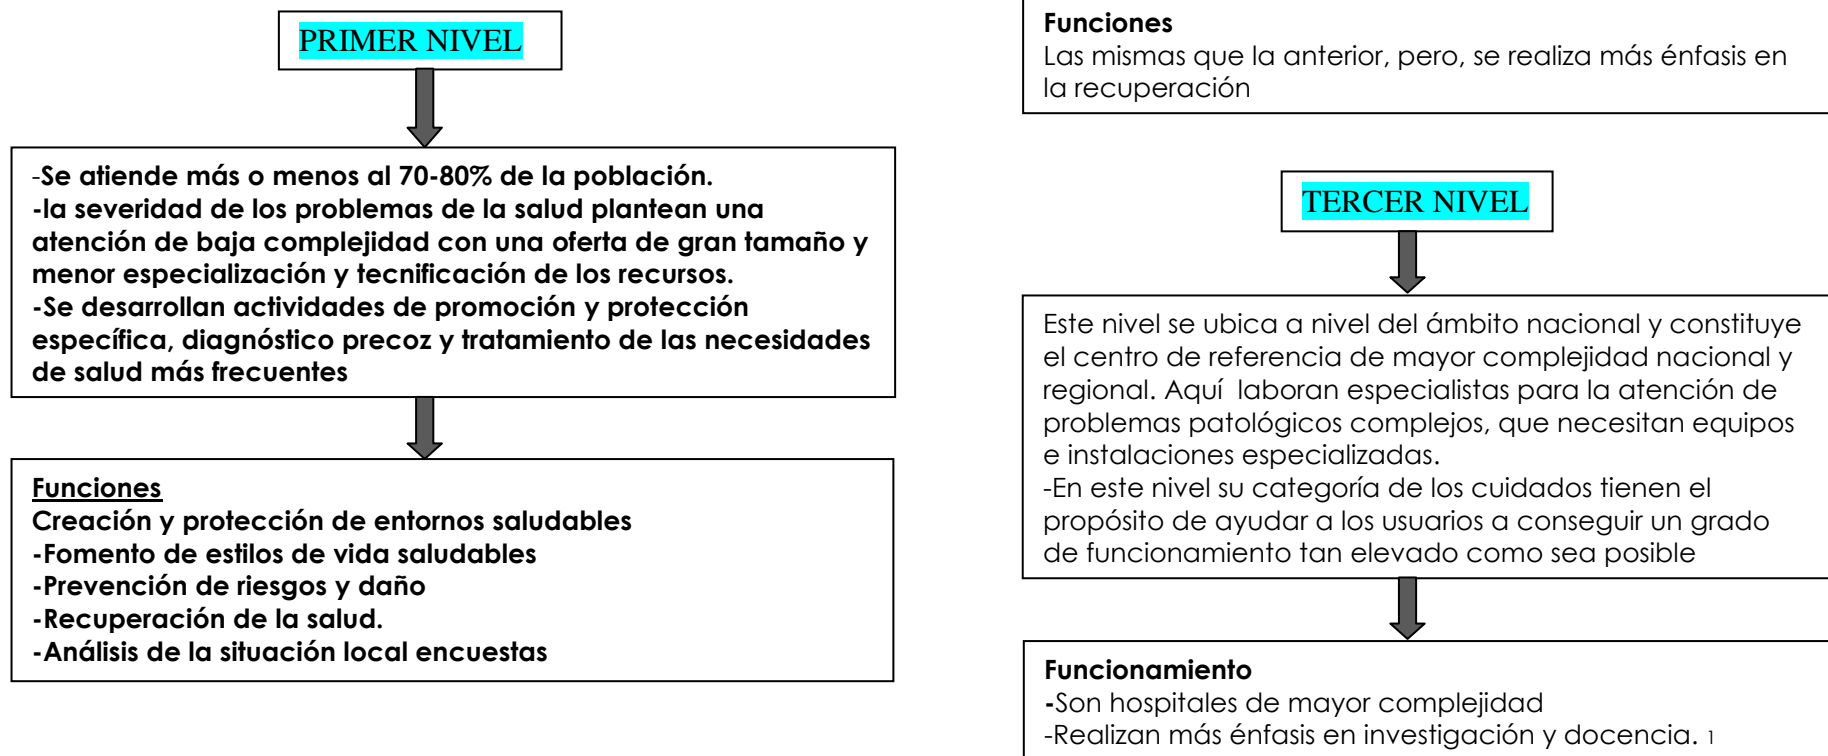 PRIMER NIVEL
-Se atiende más o menos al 70-80% de la población.
-la severidad de los problemas de la salud plantean una
atención de baja complejidad con una oferta de gran tamaño y
menor especialización y tecnificación de los recursos.
-Se desarrollan actividades de promoción y protección
específica, diagnóstico precoz y tratamiento de las necesidades
de salud más frecuentes
Funciones
Creación y protección de entornos saludables
-Fomento de estilos de vida saludables
-Prevención de riesgos y daño
-Recuperación de la salud.
-Análisis de la situación local encuestas
Funciones
Las mismas que la anterior, pero, se realiza más énfasis en
la recuperación
TERCER NIVEL
Este nivel se ubica a nivel del ámbito nacional y constituye
el centro de referencia de mayor complejidad nacional y
regional. Aquí laboran especialistas para la atención de
problemas patológicos complejos, que necesitan equipos
e instalaciones especializadas.
-En este nivel su categoría de los cuidados tienen el
propósito de ayudar a los usuarios a conseguir un grado
de funcionamiento tan elevado como sea posible
Funcionamiento
-Son hospitales de mayor complejidad
-Realizan más énfasis en investigación y docencia. 1